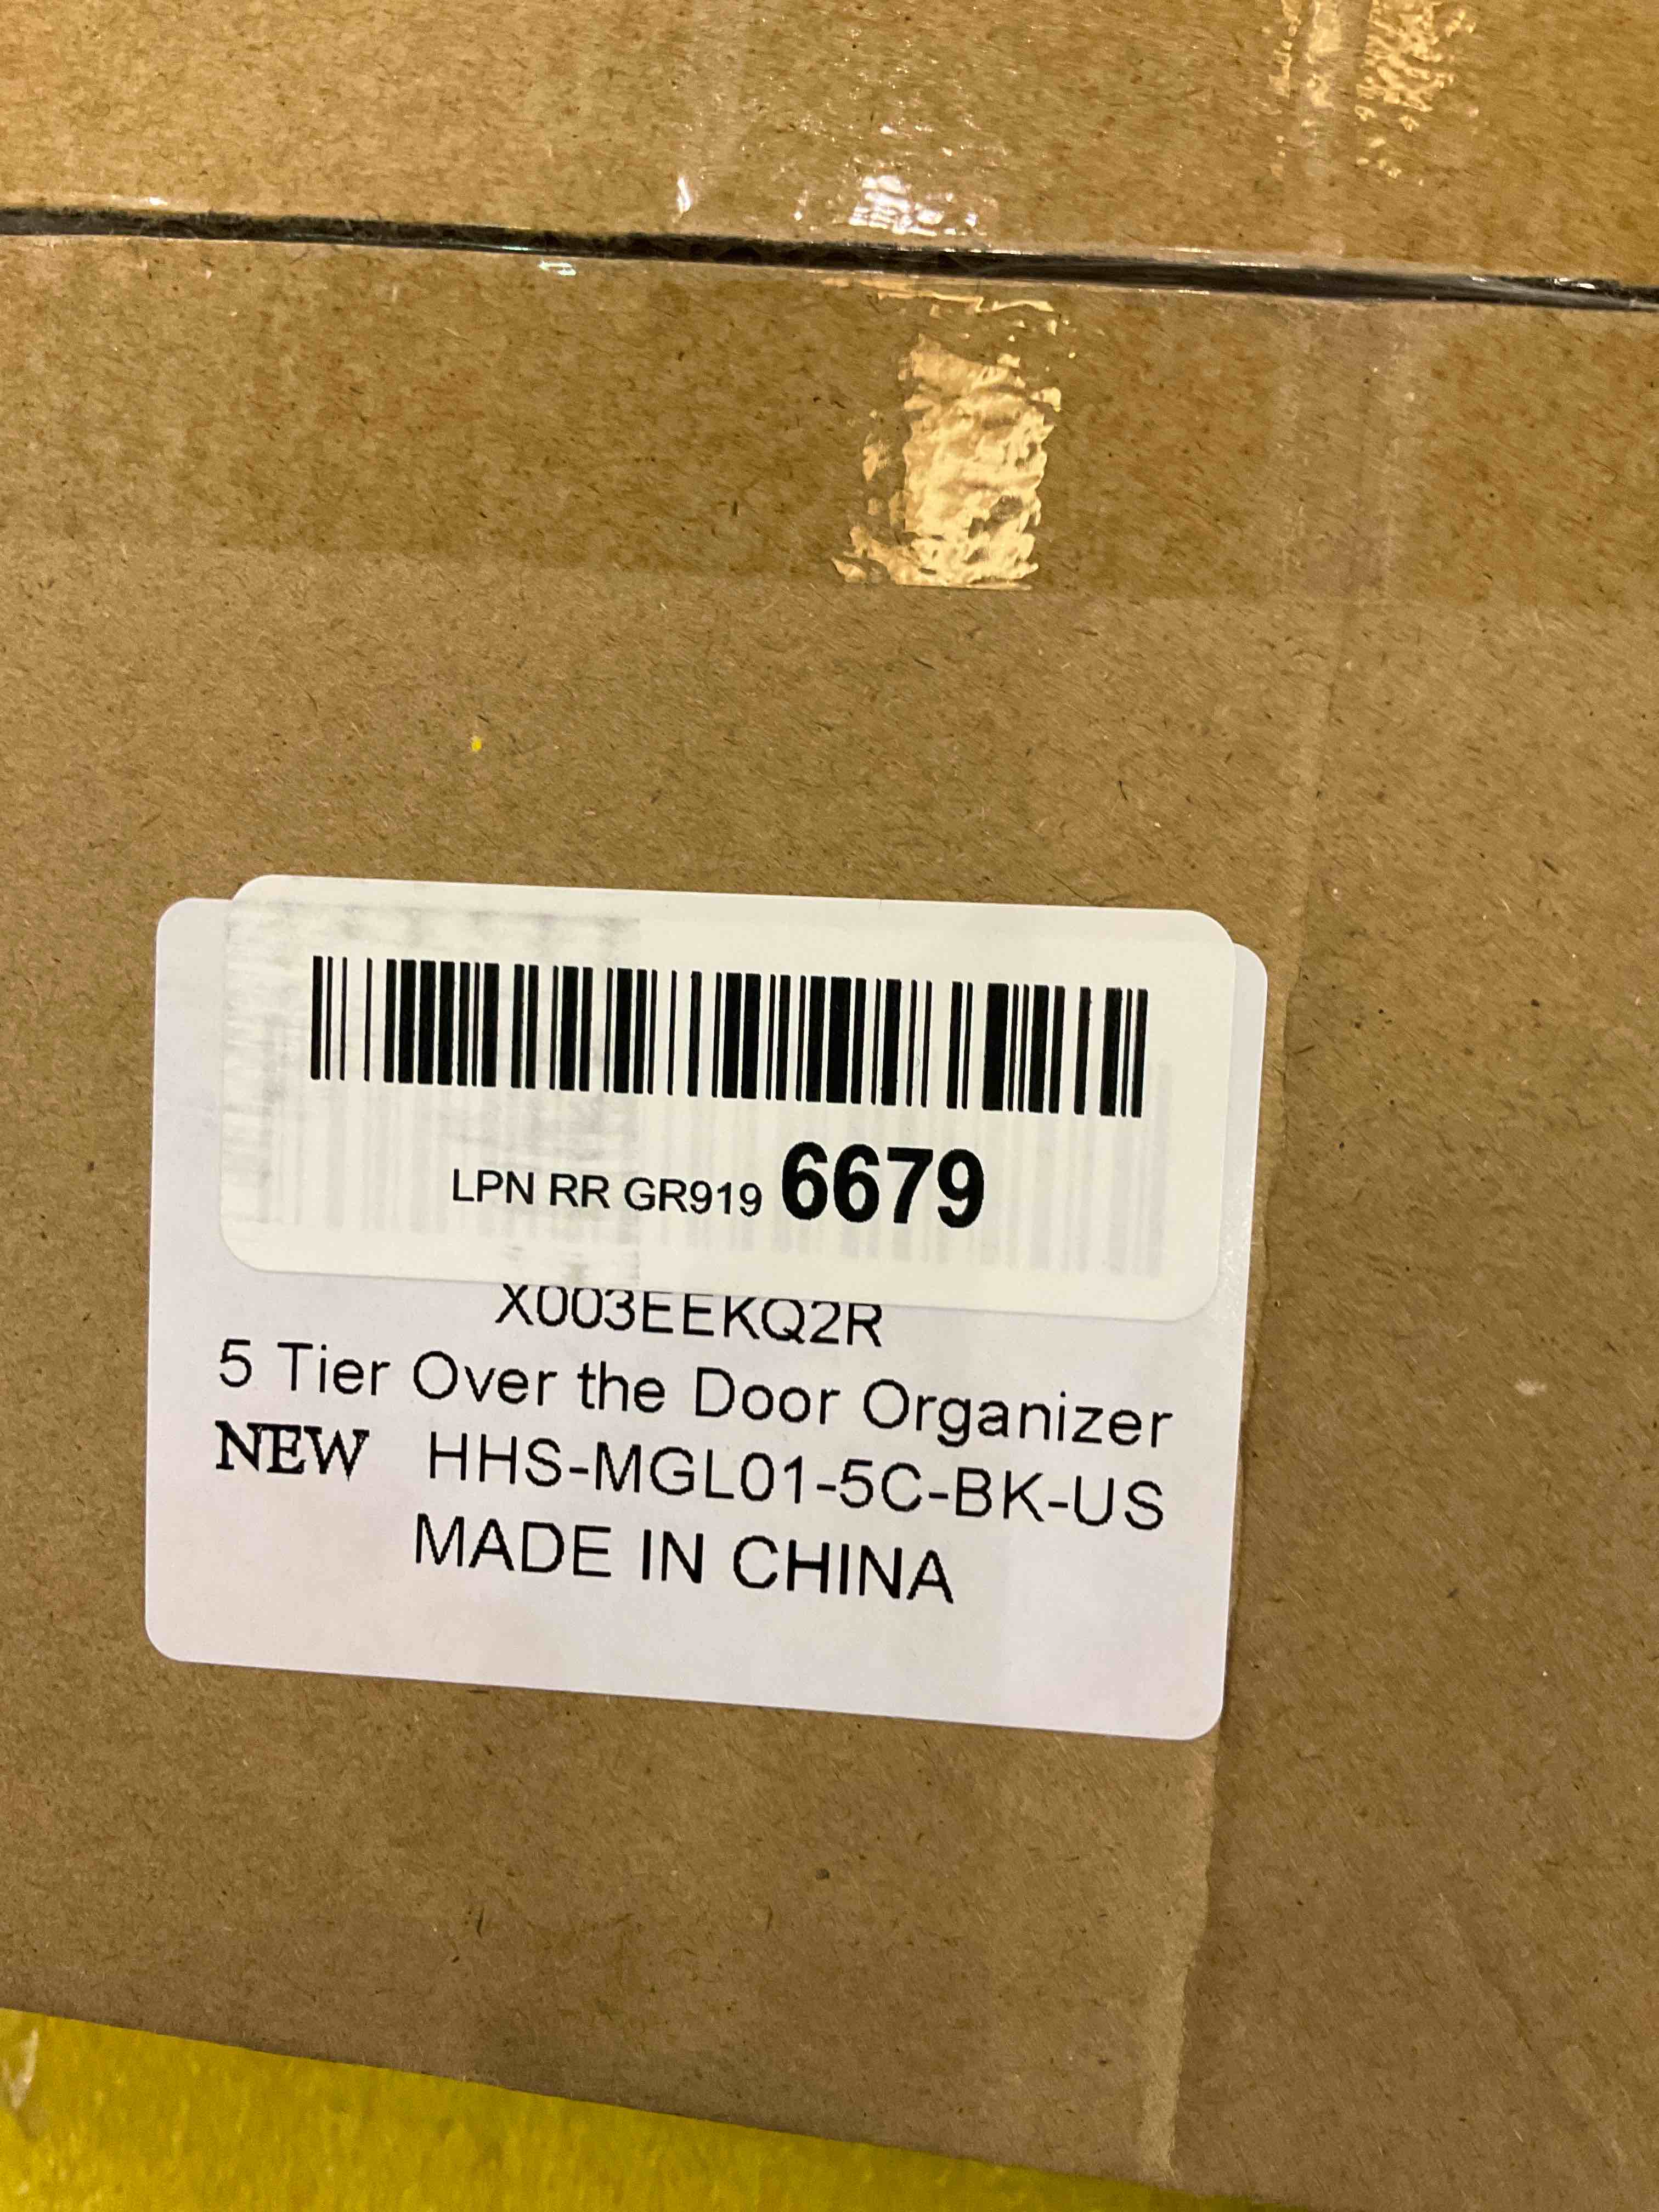 LPN RR GR919 6679
X003EEKQ2R
5 Tier Over the Door Organizer
NEW HHS-MGL01-5C-BK-US
MADE IN CHINA